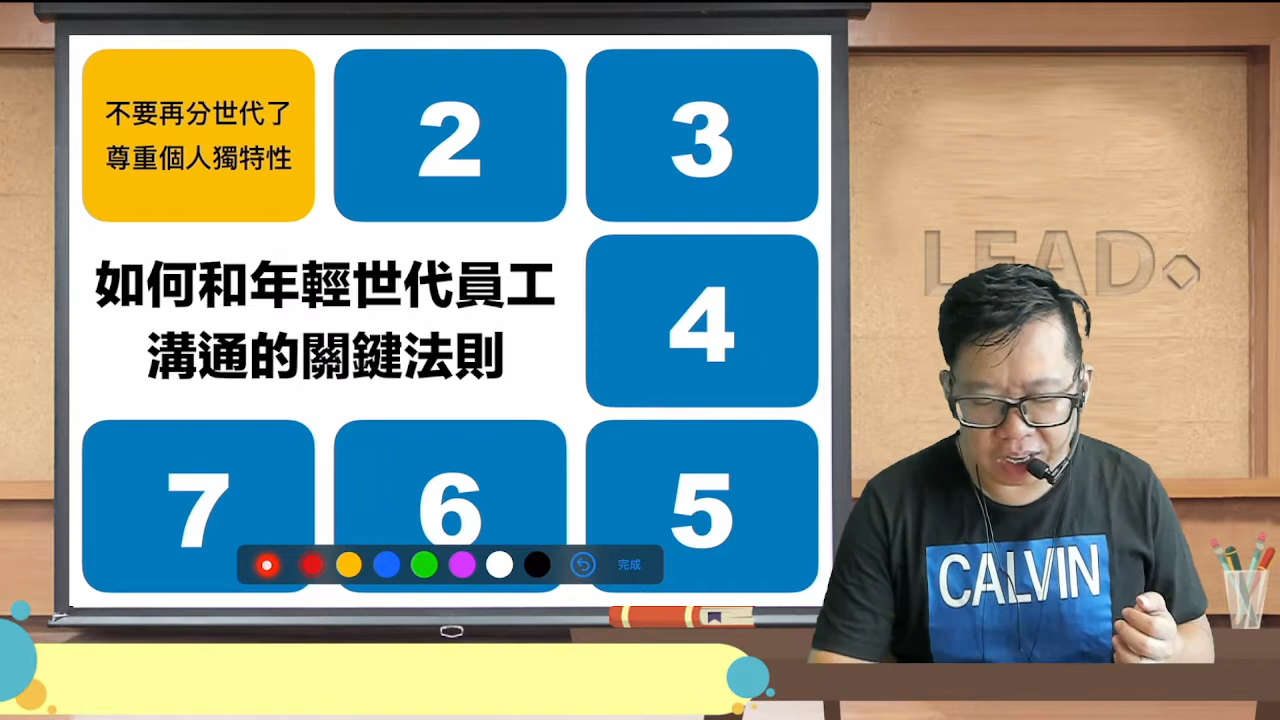 不要再分世代了
尊重個人獨特性
2
3
如何和年輕世代員工
溝通的關鍵法則
4
7
6
5
完成
LEAD
CALVIN